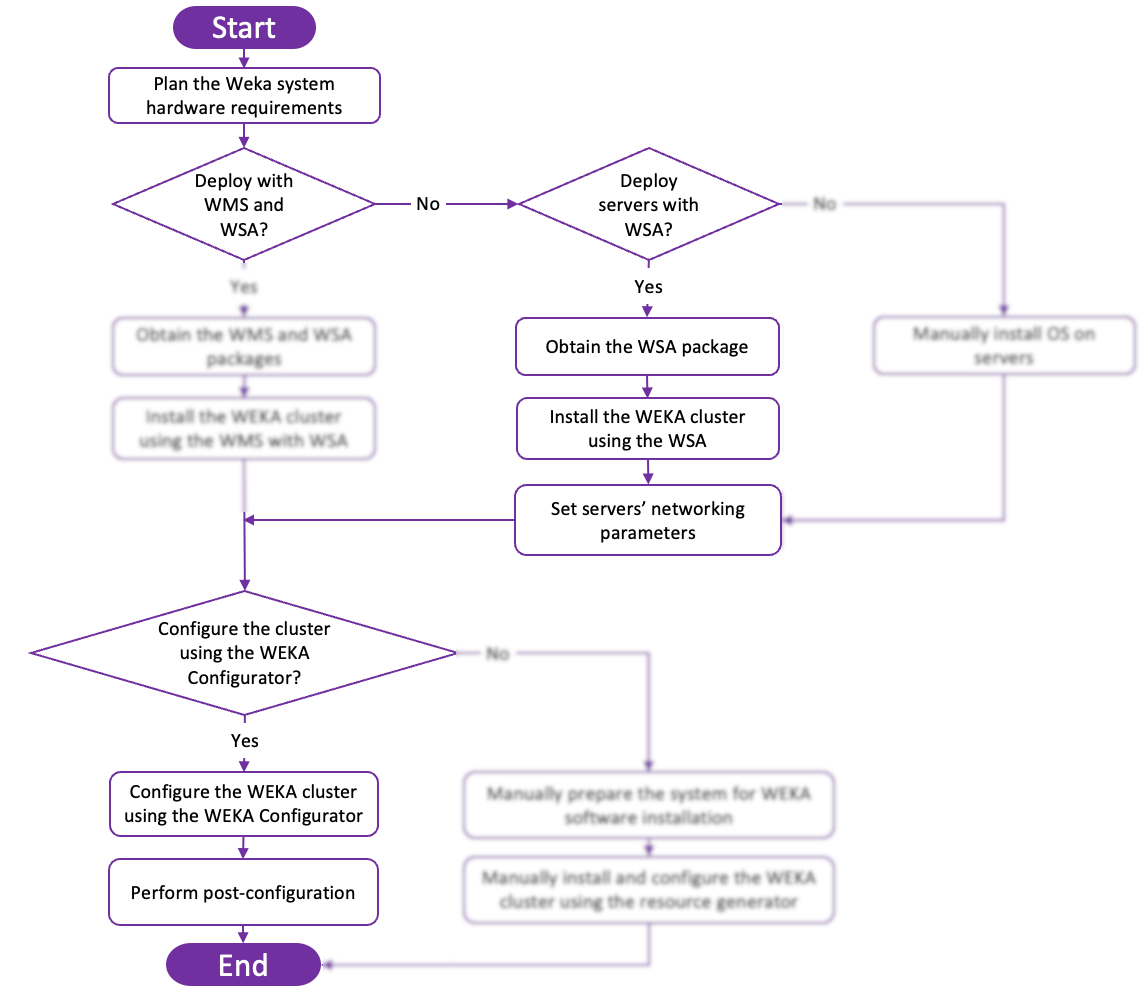 Start
Plan the Weka system
hardware requirements
Deploy with
WMS and
WSA?
No
Deploy
servers with
WSA?
No
Yes
Obtain the WMS and WSA
packages
Install the WEKA cluster
using the WMS with WSA
Yes
Obtain the WSA package
Install the WEKA cluster
using the WSA
Set servers’ networking
parameters
Manually install OS on
servers
Configure the cluster
using the WEKA
Configurator?
No
Yes
Configure the WEKA cluster
using the WEKA Configurator
Perform post-configuration
Manually prepare the system for WEKA
software installation
Manually install and configure the WEKA
cluster using the resource generator
End